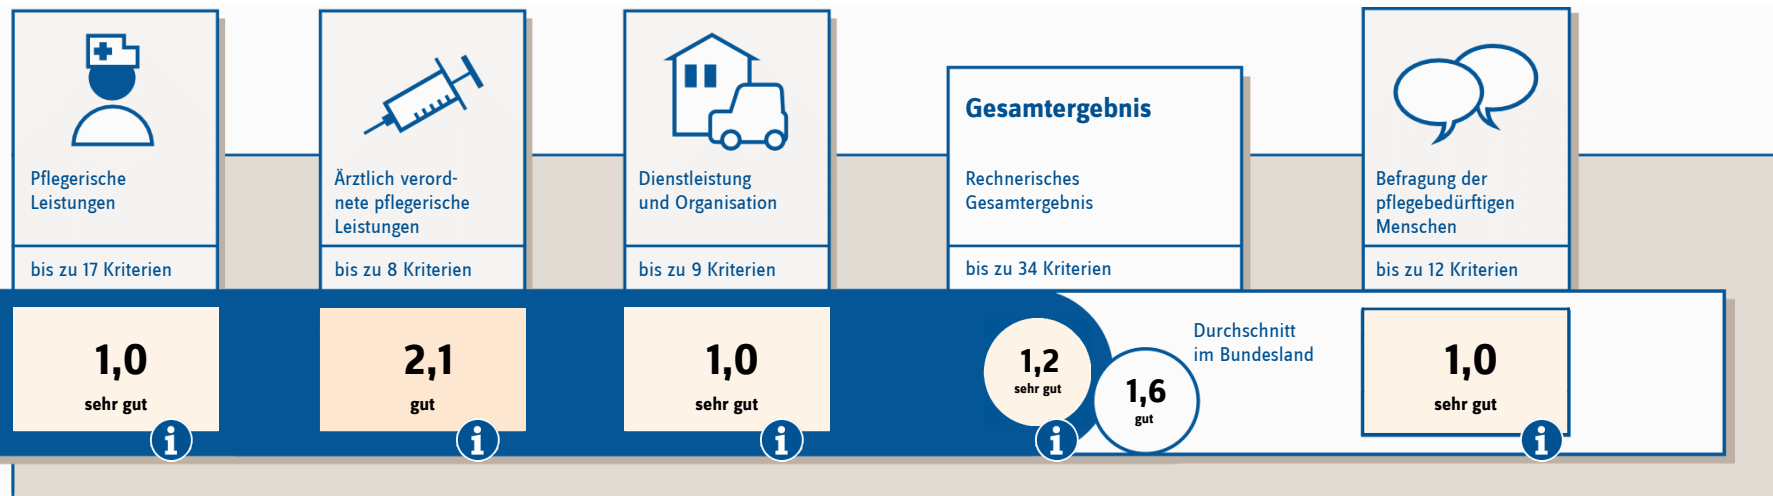 Pflegerische
Leistungen
bis zu 17 Kriterien
1,0
sehr gut
i
Ärztlich verord-
nete pflegerische
Leistungen
bis zu 8 Kriterien
2,1
gut
i
Dienstleistung
und Organisation
bis zu 9 Kriterien
1,0
sehr gut
i
Gesamtergebnis
Rechnerisches
Gesamtergebnis
bis zu 34 Kriterien
1,2
sehr gut
i
1,6
gut
Durchschnitt
im Bundesland
Befragung der
pflegebedürftigen
Menschen
bis zu 12 Kriterien
1,0
sehr gut
i